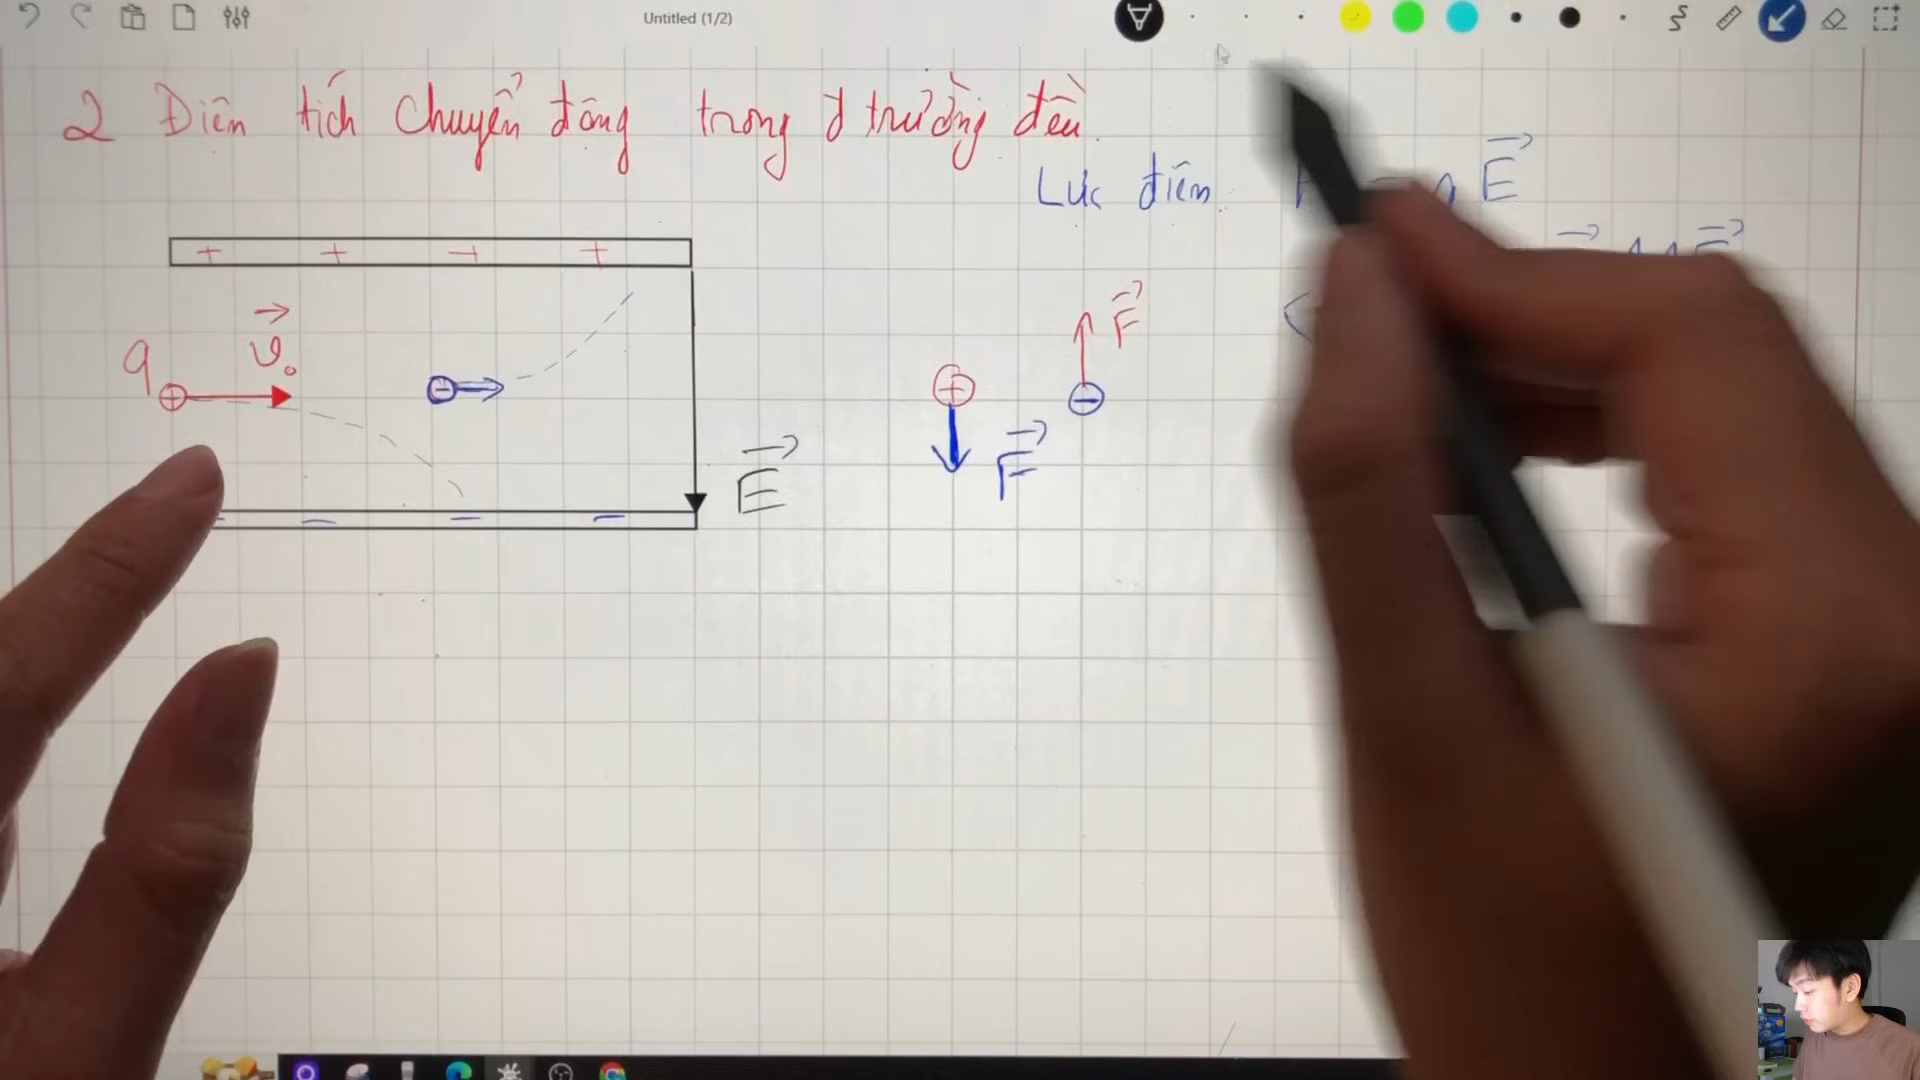 Untitled (1/2)
2 Điện tích chuyển động trong đ trường đều.
Lực điện.
E
+ + + +
q
v₀
+
-
F
+
-
F
E
- - - -